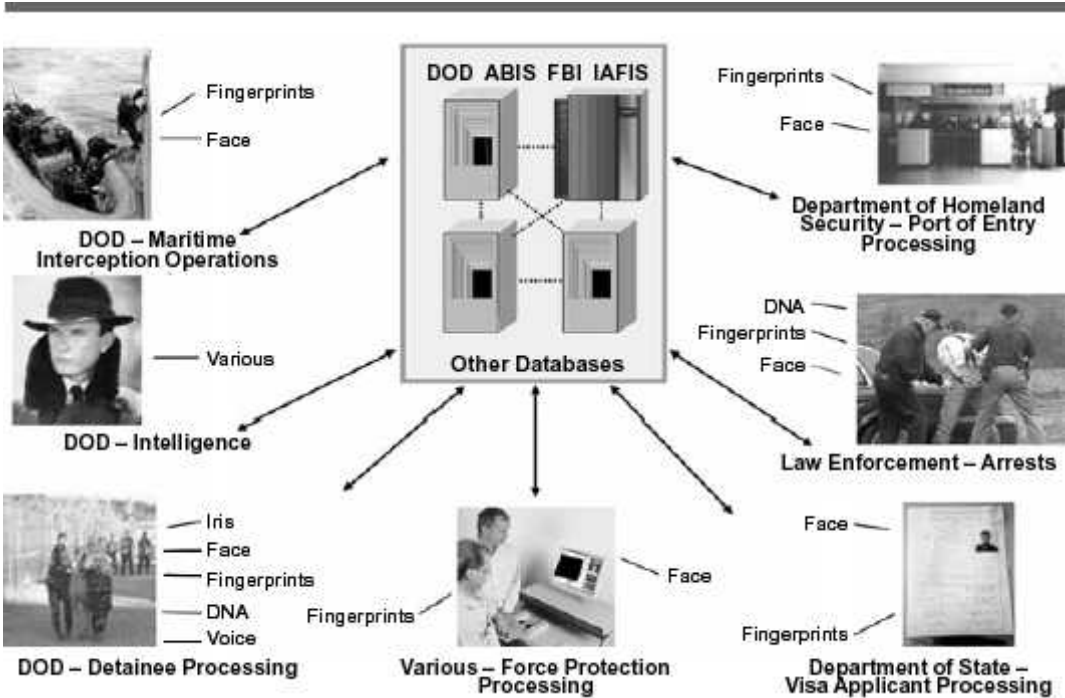 DOD ABIS FBI IAFIS
Other Databases
Fingerprints
Face
DOD – Maritime
Interception Operations
Various
DOD – Intelligence
Iris
Face
Fingerprints
DNA
Voice
DOD – Detainee Processing
Fingerprints
Face
Various – Force Protection
Processing
Fingerprints
Face
Department of Homeland
Security – Port of Entry
Processing
DNA
Fingerprints
Face
Law Enforcement – Arrests
Face
Fingerprints
Department of State –
Visa Applicant Processing